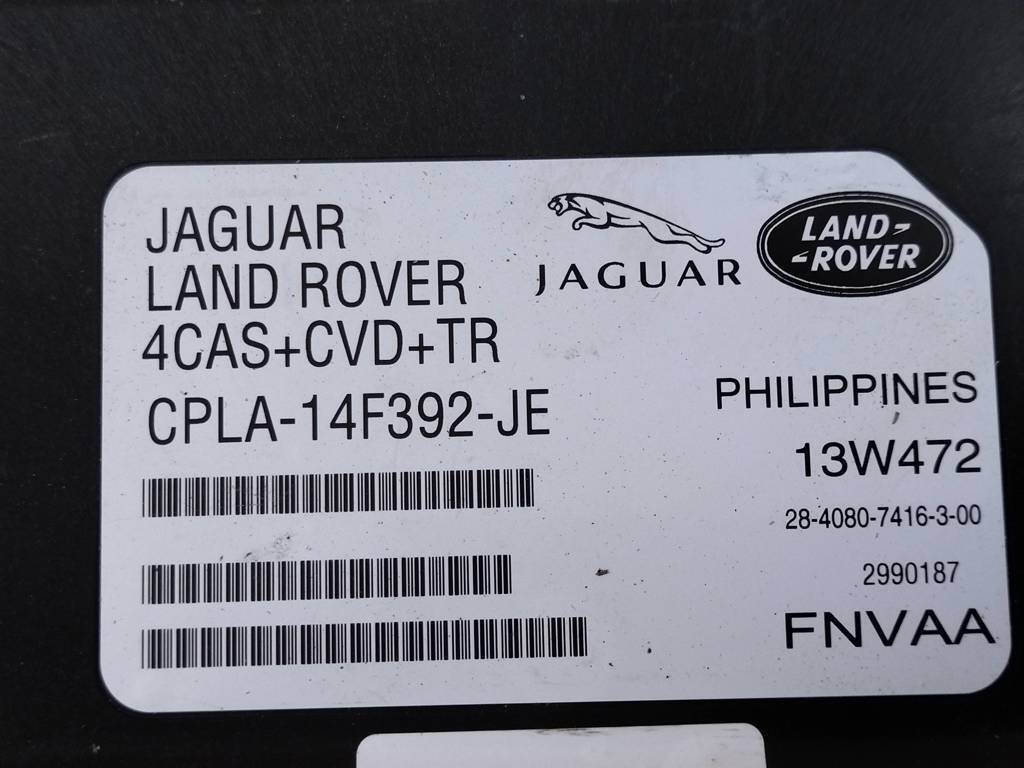 JAGUAR
LAND ROVER
4CAS+CVD+TR
CPLA-14F392-JE
JAGUAR
LAND-
-ROVER
PHILIPPINES
13W472
28-4080-7416-3-00
2990187
FNVAA